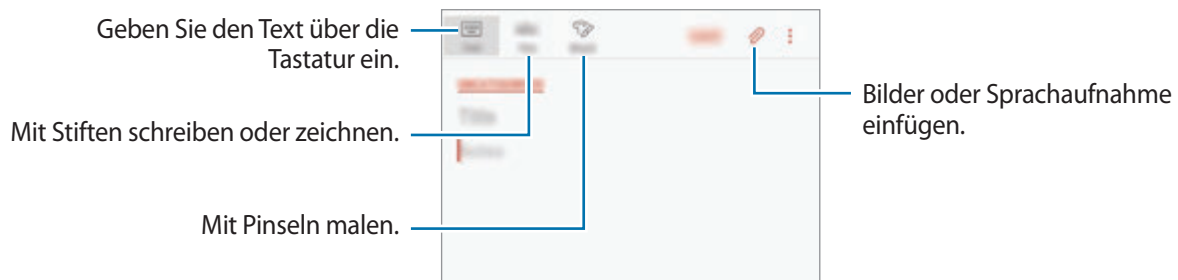 Geben Sie den Text über die
Tastatur ein.
Mit Stiften schreiben oder zeichnen.
Mit Pinseln malen.
Bilder oder Sprachaufnahme
einfügen.
Title